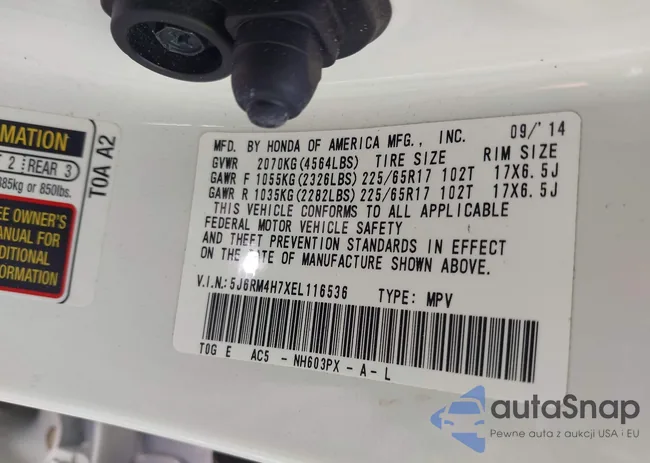 MATION
T 2 REAR 3
385kg or 850lbs.
EE OWNER'S
ANUAL FOR
DITIONAL
FORMATION
T0A A2
MFD. BY HONDA OF AMERICA MFG., INC. 09/'14
GVWR 2070KG(4564LBS) TIRE SIZE RIM SIZE
GAWR F 1055KG(2326LBS) 225/65R17 102T 17X6.5J
GAWR R 1035KG(2282LBS) 225/65R17 102T 17X6.5J
THIS VEHICLE CONFORMS TO ALL APPLICABLE
FEDERAL MOTOR VEHICLE SAFETY
AND THEFT PREVENTION STANDARDS IN EFFECT
ON THE DATE OF MANUFACTURE SHOWN ABOVE.
V.I.N.:5J6RM4H7XEL116536 TYPE: MPV
T0G E AC5 - NH603PX - A - L
autaSnap
Pewne auta z aukcji USA i EU